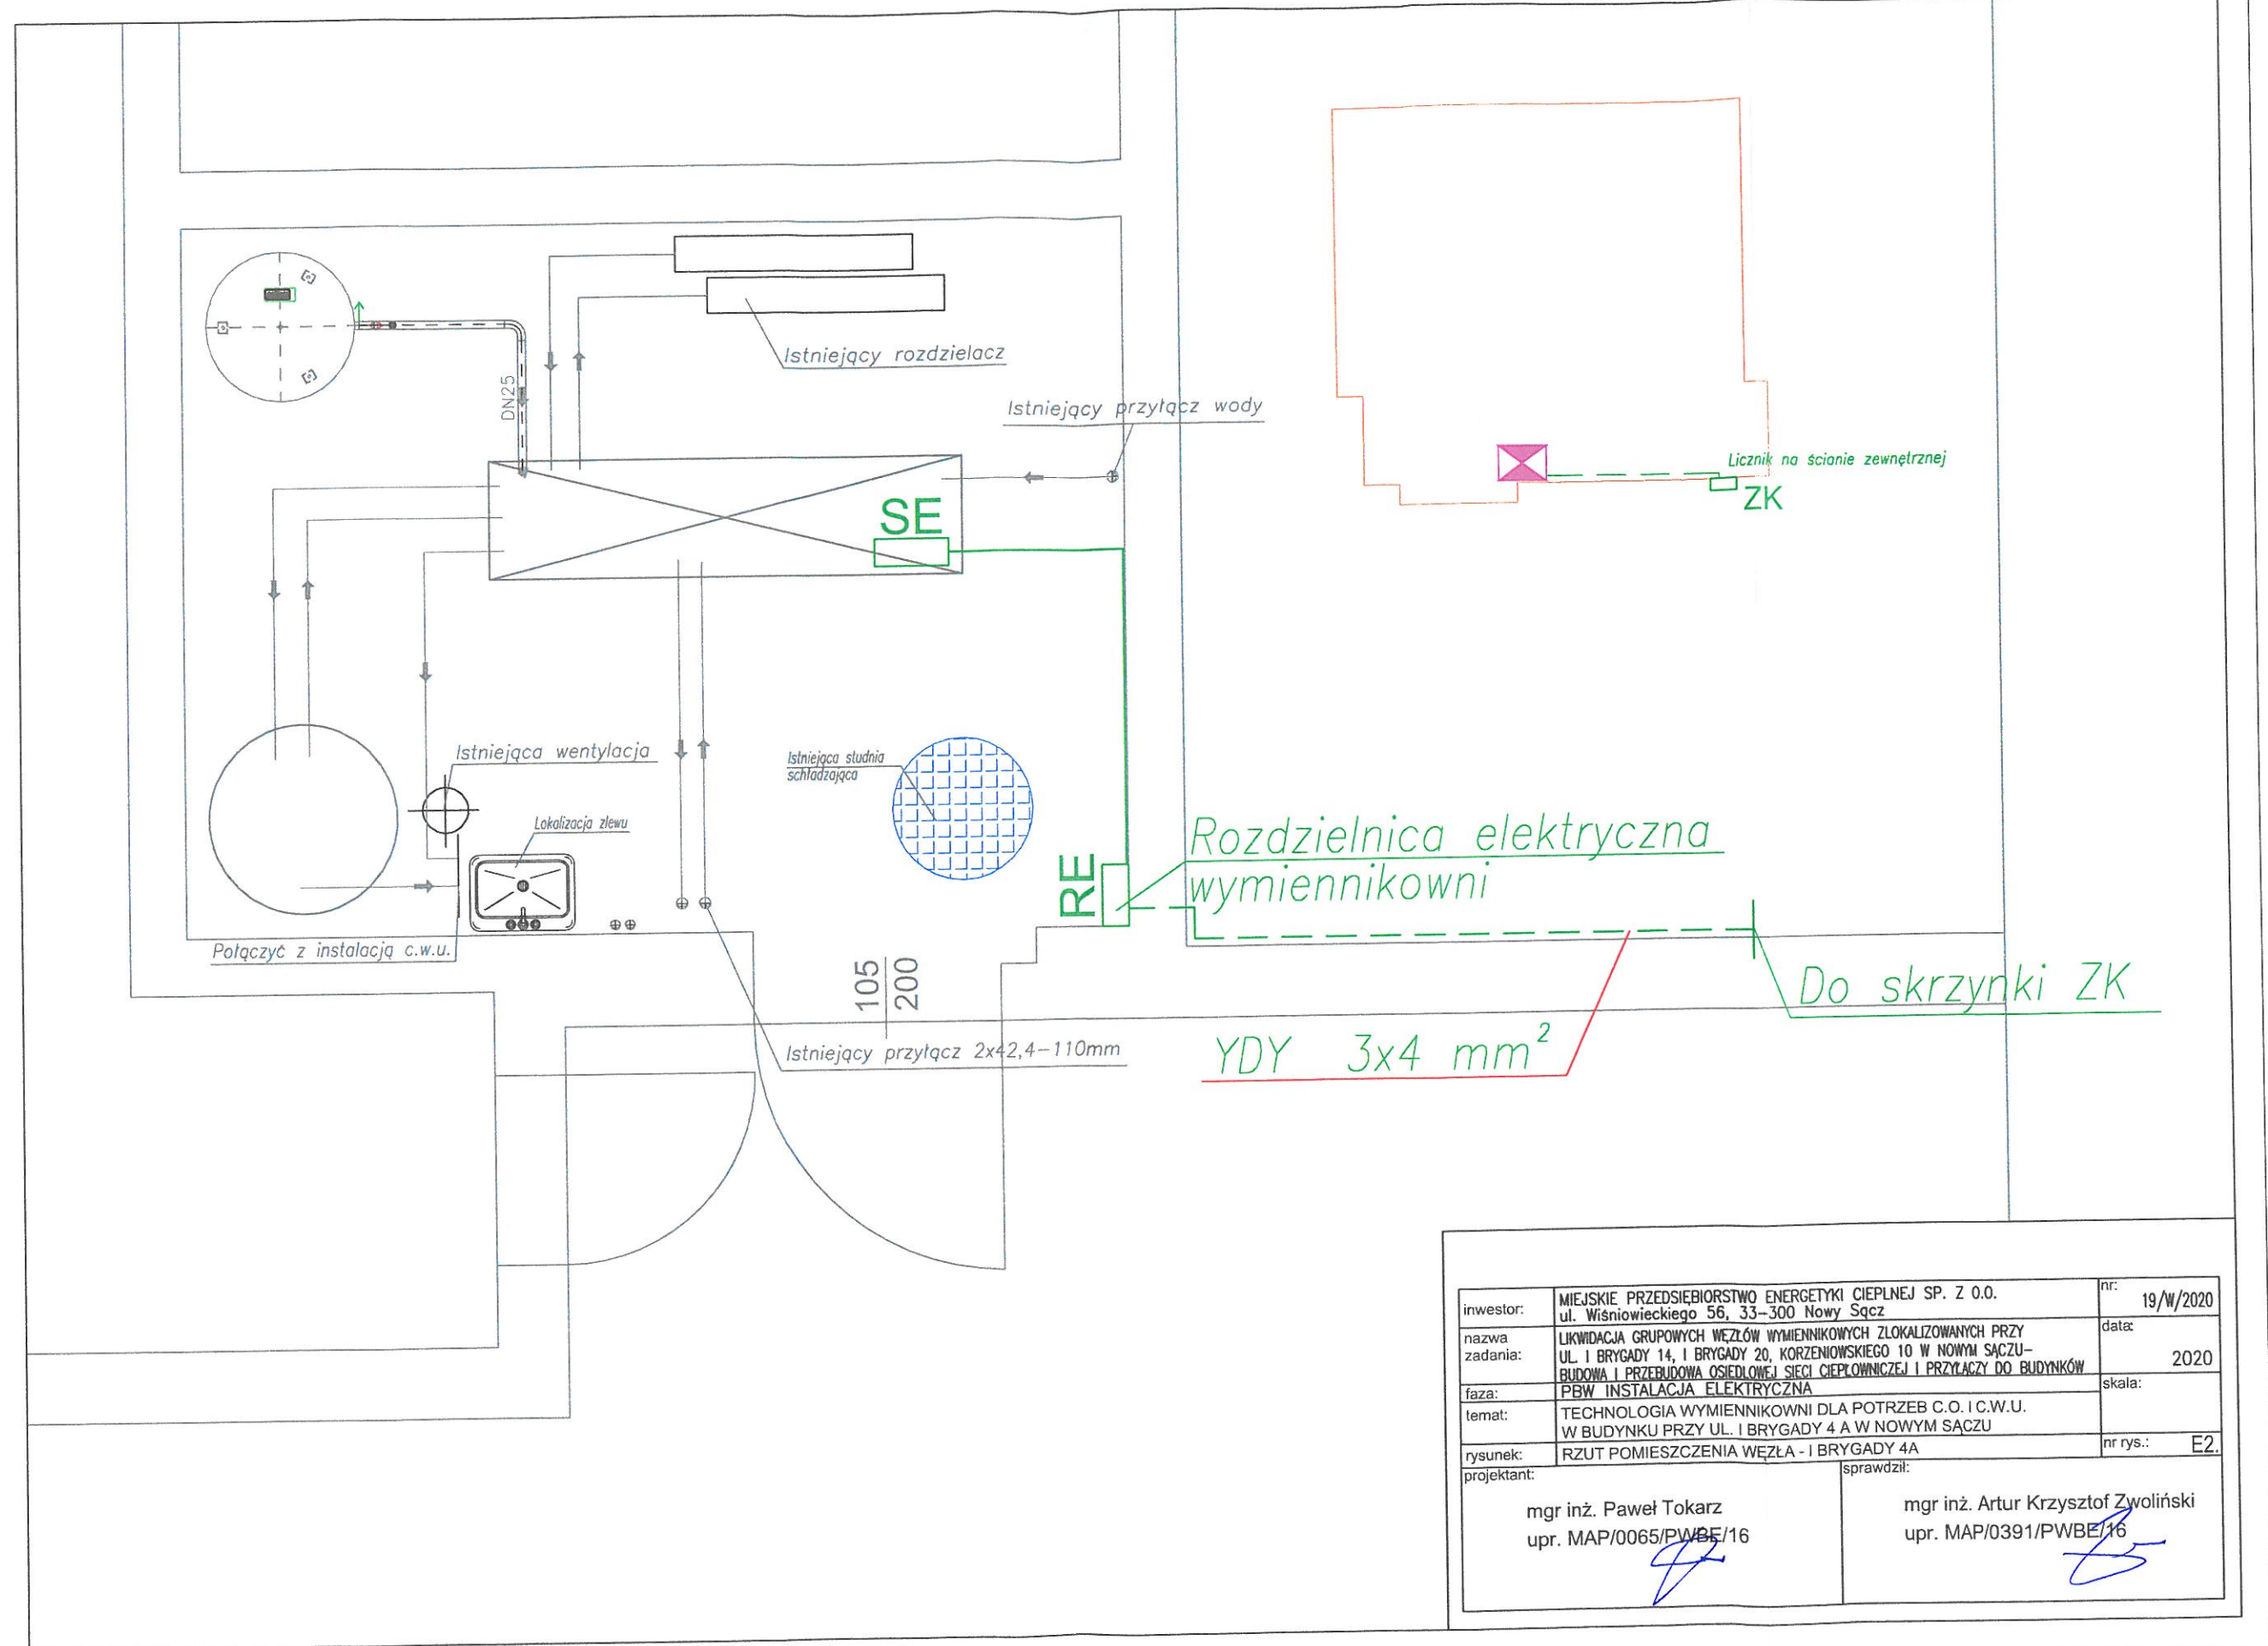 Istniejący rozdzielacz
DN25
Istniejący przyłącz wody
SE
Licznik na ścianie zewnętrznej
ZK
Istniejąca wentylacja
Istniejąca studnia
schładzająca
Lokalizacja zlewu
Rozdzielnica elektryczna
wymiennikowni
RE
Połączyć z instalacją c.w.u.
105
200
Do skrzynki ZK
YDY 3x4 mm²
Istniejący przyłącz 2x42,4-110mm
inwestor:
MIEJSKIE PRZEDSIĘBIORSTWO ENERGETYKI CIEPLNEJ SP. Z O.O.
ul. Wiśniowieckiego 56, 33-300 Nowy Sącz
nr:
19/W/2020
nazwa
zadania:
LIKWIDACJA GRUPOWYCH WĘZŁÓW WYMIENNIKOWYCH ZLOKALIZOWANYCH PRZY
UL. I BRYGADY 14, I BRYGADY 20, KORZENIOWSKIEGO 10 W NOWYM SĄCZU-
BUDOWA I PRZEBUDOWA OSIEDLOWEJ SIECI CIEPŁOWNICZEJ I PRZYŁĄCZY DO BUDYNKÓW
data:
2020
faza:
PBW INSTALACJA ELEKTRYCZNA
skala:
temat:
TECHNOLOGIA WYMIENNIKOWNI DLA POTRZEB C.O. I C.W.U.
W BUDYNKU PRZY UL. I BRYGADY 4 A W NOWYM SĄCZU
rysunek:
RZUT POMIESZCZENIA WĘZŁA - I BRYGADY 4A
nr rys.:
E2.
projektant:
mgr inż. Paweł Tokarz
upr. MAP/0065/PWBE/16
sprawdził:
mgr inż. Artur Krzysztof Zwoliński
upr. MAP/0391/PWBE/16